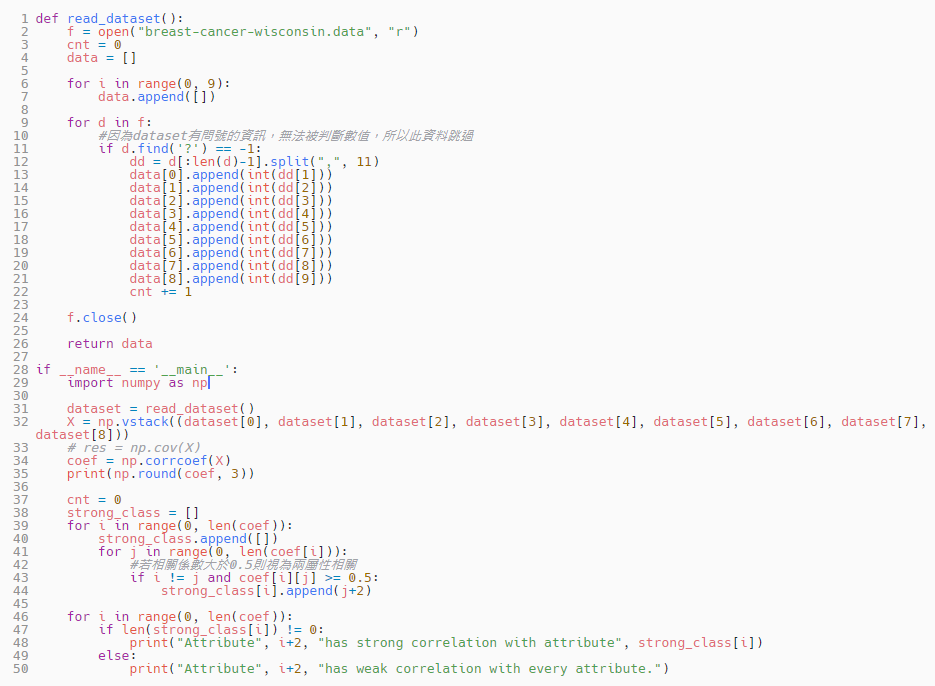 1 def read_dataset():
2     f = open("breast-cancer-wisconsin.data", "r")
3     cnt = 0
4     data = []
5
6     for i in range(0, 9):
7         data.append([])
8
9     for d in f:
10         #因為dataset有問號的資訊，無法被判斷數值，所以此資料跳過
11         if d.find('?') == -1:
12             dd = d[:len(d)-1].split(",", 11)
13             data[0].append(int(dd[1]))
14             data[1].append(int(dd[2]))
15             data[2].append(int(dd[3]))
16             data[3].append(int(dd[4]))
17             data[4].append(int(dd[5]))
18             data[5].append(int(dd[6]))
19             data[6].append(int(dd[7]))
20             data[7].append(int(dd[8]))
21             data[8].append(int(dd[9]))
22             cnt += 1
23
24     f.close()
25
26     return data
27
28 if __name__ == '__main__':
29     import numpy as np
30
31     dataset = read_dataset()
32     X = np.vstack((dataset[0], dataset[1], dataset[2], dataset[3], dataset[4], dataset[5], dataset[6], dataset[7],
dataset[8]))
33     # res = np.cov(X)
34     coef = np.corrcoef(X)
35     print(np.round(coef, 3))
36
37     cnt = 0
38     strong_class = []
39     for i in range(0, len(coef)):
40         strong_class.append([])
41         for j in range(0, len(coef[i])):
42             #若相關係數大於0.5則視為兩屬性相關
43             if i != j and coef[i][j] >= 0.5:
44                 strong_class[i].append(j+2)
45
46     for i in range(0, len(coef)):
47         if len(strong_class[i]) != 0:
48             print("Attribute", i+2, "has strong correlation with attribute", strong_class[i])
49         else:
50             print("Attribute", i+2, "has weak correlation with every attribute.")